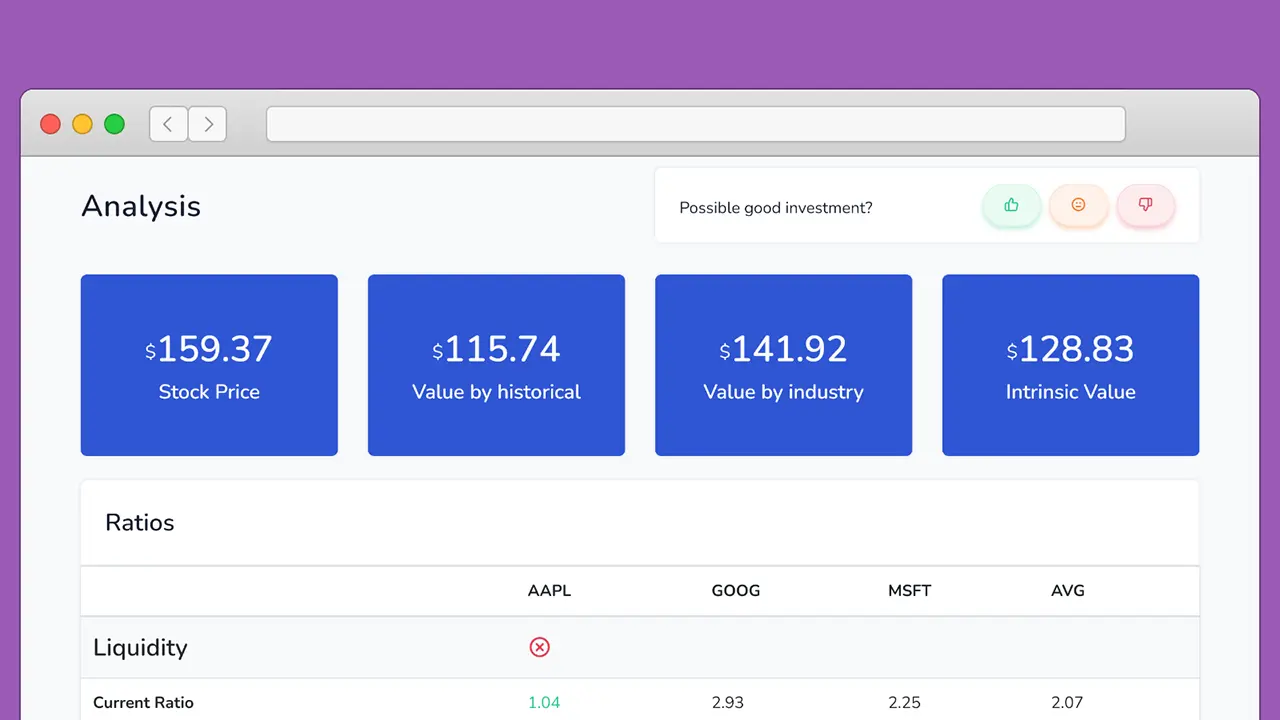 Analysis
Possible good investment?
$159.37
Stock Price
$115.74
Value by historical
$141.92
Value by industry
$128.83
Intrinsic Value
Ratios
AAPL GOOG MSFT AVG
Liquidity
Current Ratio 1.04 2.93 2.25 2.07